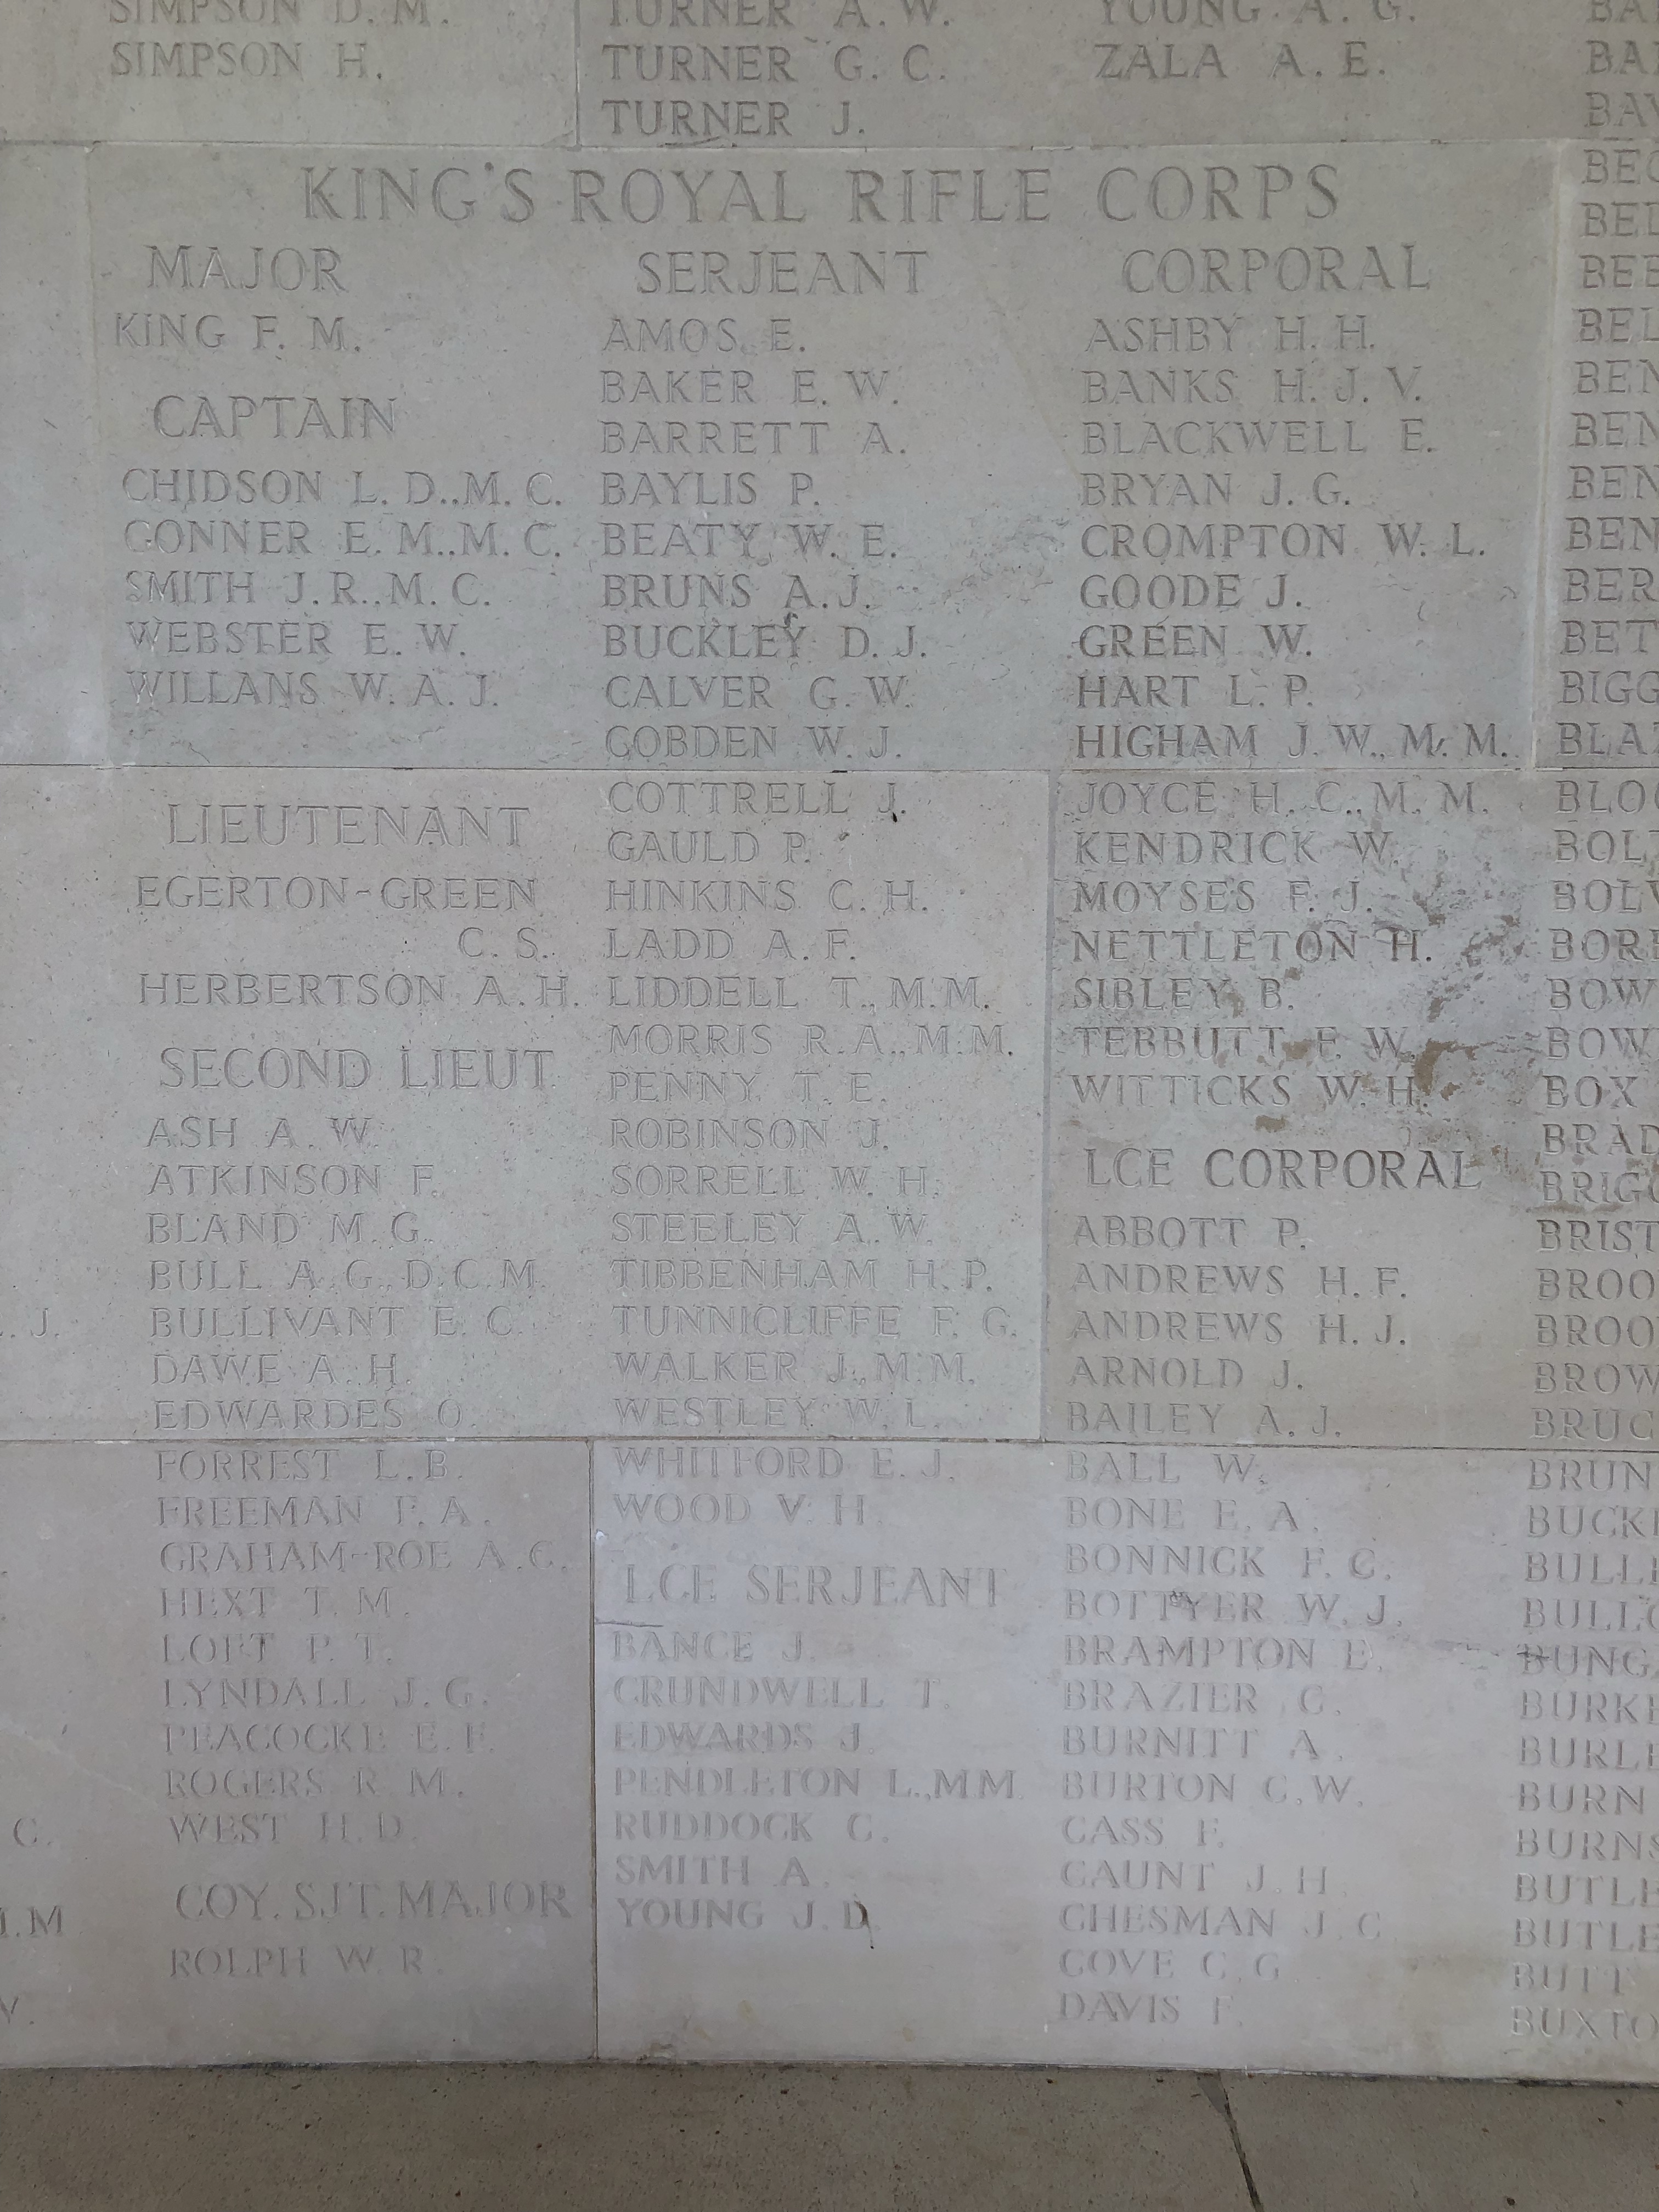 SIMPSON D. M.
SIMPSON H.
TURNER A. W.
TURNER G. C.
TURNER J.
YOUNG A. G.
ZALA A. E.
KING'S ROYAL RIFLE CORPS
MAJOR
KING F. M.
CAPTAIN
CHIDSON L. D., M. C.
CONNER E. M., M. C.
SMITH J. R., M. C.
WEBSTER E. W.
WILLANS W. A. J.
LIEUTENANT
EGERTON-GREEN
C. S.
HERBERTSON A. H.
SECOND LIEUT
ASH A. W.
ATKINSON F.
BLAND M. G.
BULL A. G., D.C.M.
BULLIVANT E. C.
DAWE A. H.
EDWARDES O.
FORREST L. B.
FREEMAN F. A.
GRAHAM-ROE A. C.
HEXT T. M.
LOFT P. T.
LYNDALL J. G.
PEACOCKE E. F.
ROGERS R. M.
WEST H. D.
COY. SJT. MAJOR
ROLPH W. R.
SERJEANT
AMOS E.
BAKER E. W.
BARRETT A.
BAYLIS P.
BEATY W. E.
BRUNS A. J.
BUCKLEY D. J.
CALVER G. W.
COBDEN W. J.
COTTRELL J.
GAULD P.
HINKINS C. H.
LADD A. F.
LIDDELL T., M. M.
MORRIS R. A., M. M.
PENNY T. E.
ROBINSON J.
SORRELL W. H.
STEELEY A. W.
TIBBENHAM H. P.
TUNNICLIFFE F. G.
WALKER J., M. M.
WESTLEY W. L.
WHITFORD E. J.
WOOD V. H.
LCE SERJEANT
BANCE J.
CRUNDWELL T.
EDWARDS J.
PENDLETON L., M.M.
RUDDOCK C.
SMITH A.
YOUNG J. D.
CORPORAL
ASHBY H. H.
BANKS H. J. V.
BLACKWELL E.
BRYAN J. G.
CROMPTON W. L.
GOODE J.
GREEN W.
HART L. P.
HIGHAM J. W., M. M.
JOYCE H. C., M. M.
KENDRICK W.
MOYSES F. J.
NETTLETON H.
SIBLEY B.
TEBBUTT F. W.
WITTICKS W. H.
LCE CORPORAL
ABBOTT P.
ANDREWS H. F.
ANDREWS H. J.
ARNOLD J.
BAILEY A. J.
BALL W.
BONE E. A.
BONNICK F. C.
BOTTYER W. J.
BRAMPTON E.
BRAZIER C.
BURNITT A.
BURTON C. W.
CASS F.
CAUNT J. H.
CHESMAN J. C.
COVE C. G.
DAVIS F.
BOX
BURN
BUTT